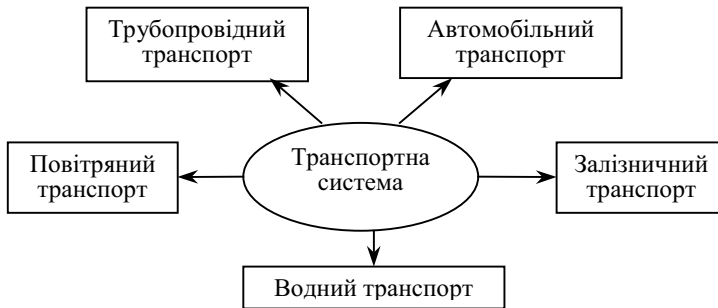 Трубопровідний
транспорт
Автомобільний
транспорт
Повітряний
транспорт
Транспортна
система
Залізничний
транспорт
Водний транспорт